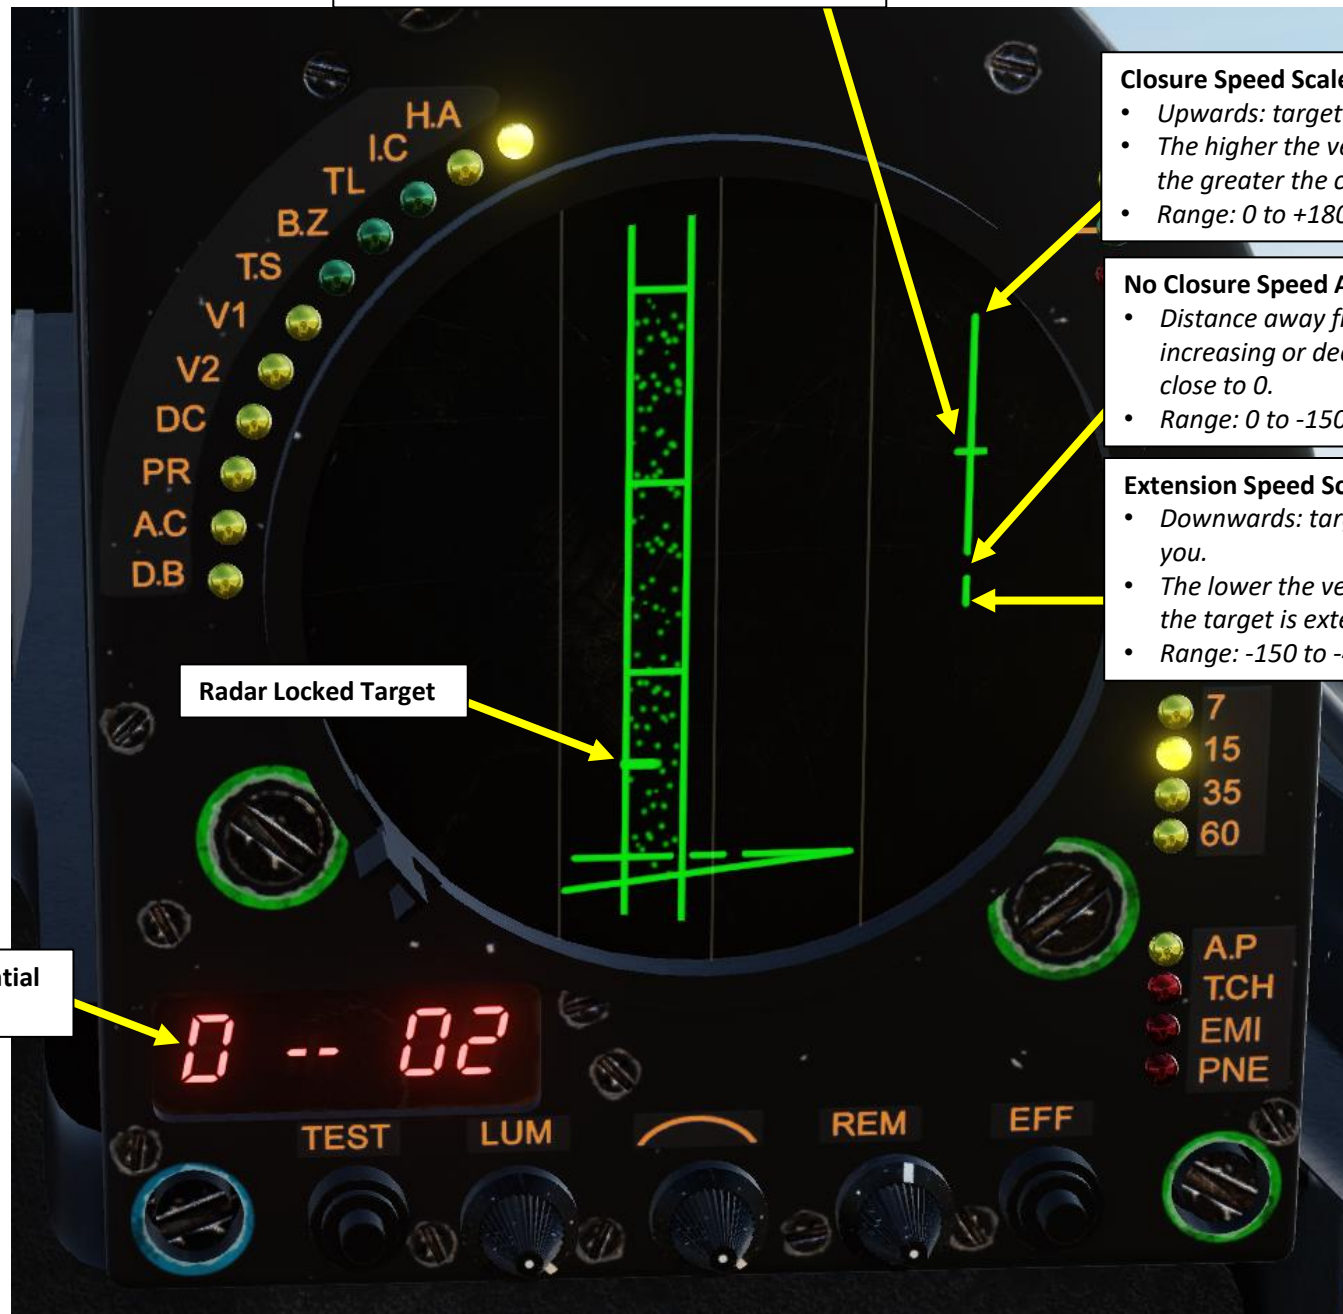 Closure Speed Scale
• Upwards: target
• The higher the ve
the greater the c
• Range: 0 to +180
No Closure Speed A
• Distance away fr
increasing or dec
close to 0.
• Range: 0 to -150
Extension Speed Sc
• Downwards: targ
you.
• The lower the ve
the target is exte
• Range: -150 to -
H.A
I.C
TL
B.Z
T.S
V1
V2
DC
PR
A.C
D.B
Radar Locked Target
7
15
35
60
A.P
T.CH
EMI
PNE
tial
0 -- 02
TEST LUM REM EFF